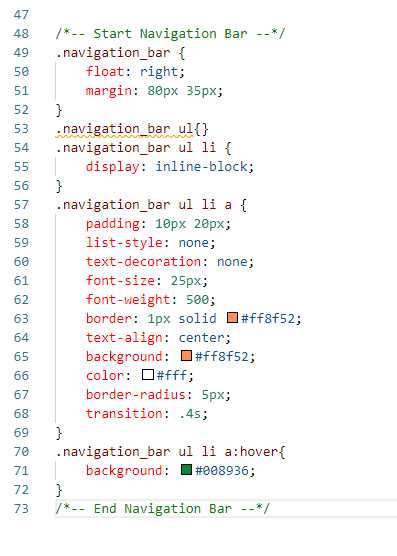 47
48 /*-- Start Navigation Bar --*/
49 .navigation_bar {
50     float: right;
51     margin: 80px 35px;
52 }
53 .navigation_bar ul{}
54 .navigation_bar ul li {
55     display: inline-block;
56 }
57 .navigation_bar ul li a {
58     padding: 10px 20px;
59     list-style: none;
60     text-decoration: none;
61     font-size: 25px;
62     font-weight: 500;
63     border: 1px solid #ff8f52;
64     text-align: center;
65     background: #ff8f52;
66     color: #fff;
67     border-radius: 5px;
68     transition: .4s;
69 }
70 .navigation_bar ul li a:hover{
71     background: #008936;
72 }
73 /*-- End Navigation Bar --*/